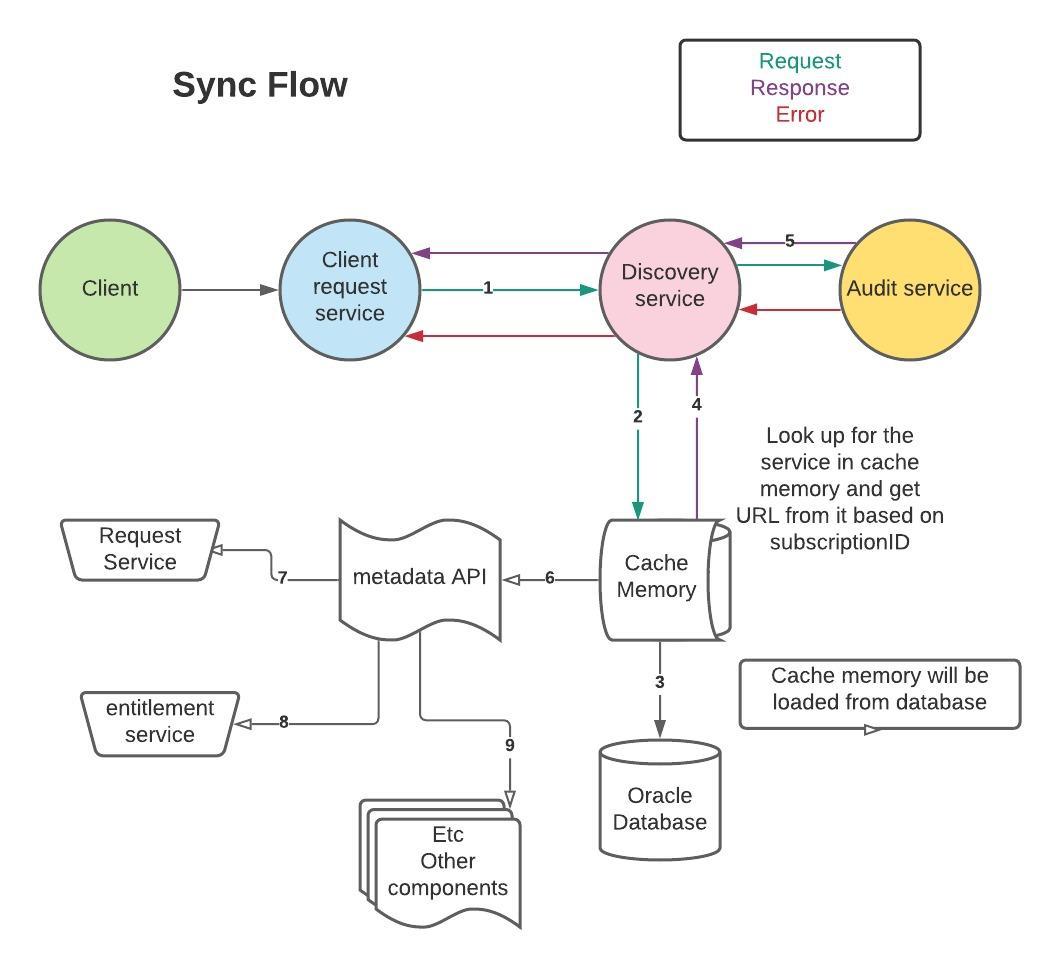 Sync Flow
Request
Response
Error
Client
Client
request
service
1
Discovery
service
5
Audit service
2
4
Look up for the
service in cache
memory and get
URL from it based on
subscriptionID
Request
Service
7
metadata API
6
Cache
Memory
3
Cache memory will be
loaded from database
entitlement
service
8
9
Oracle
Database
Etc
Other
components